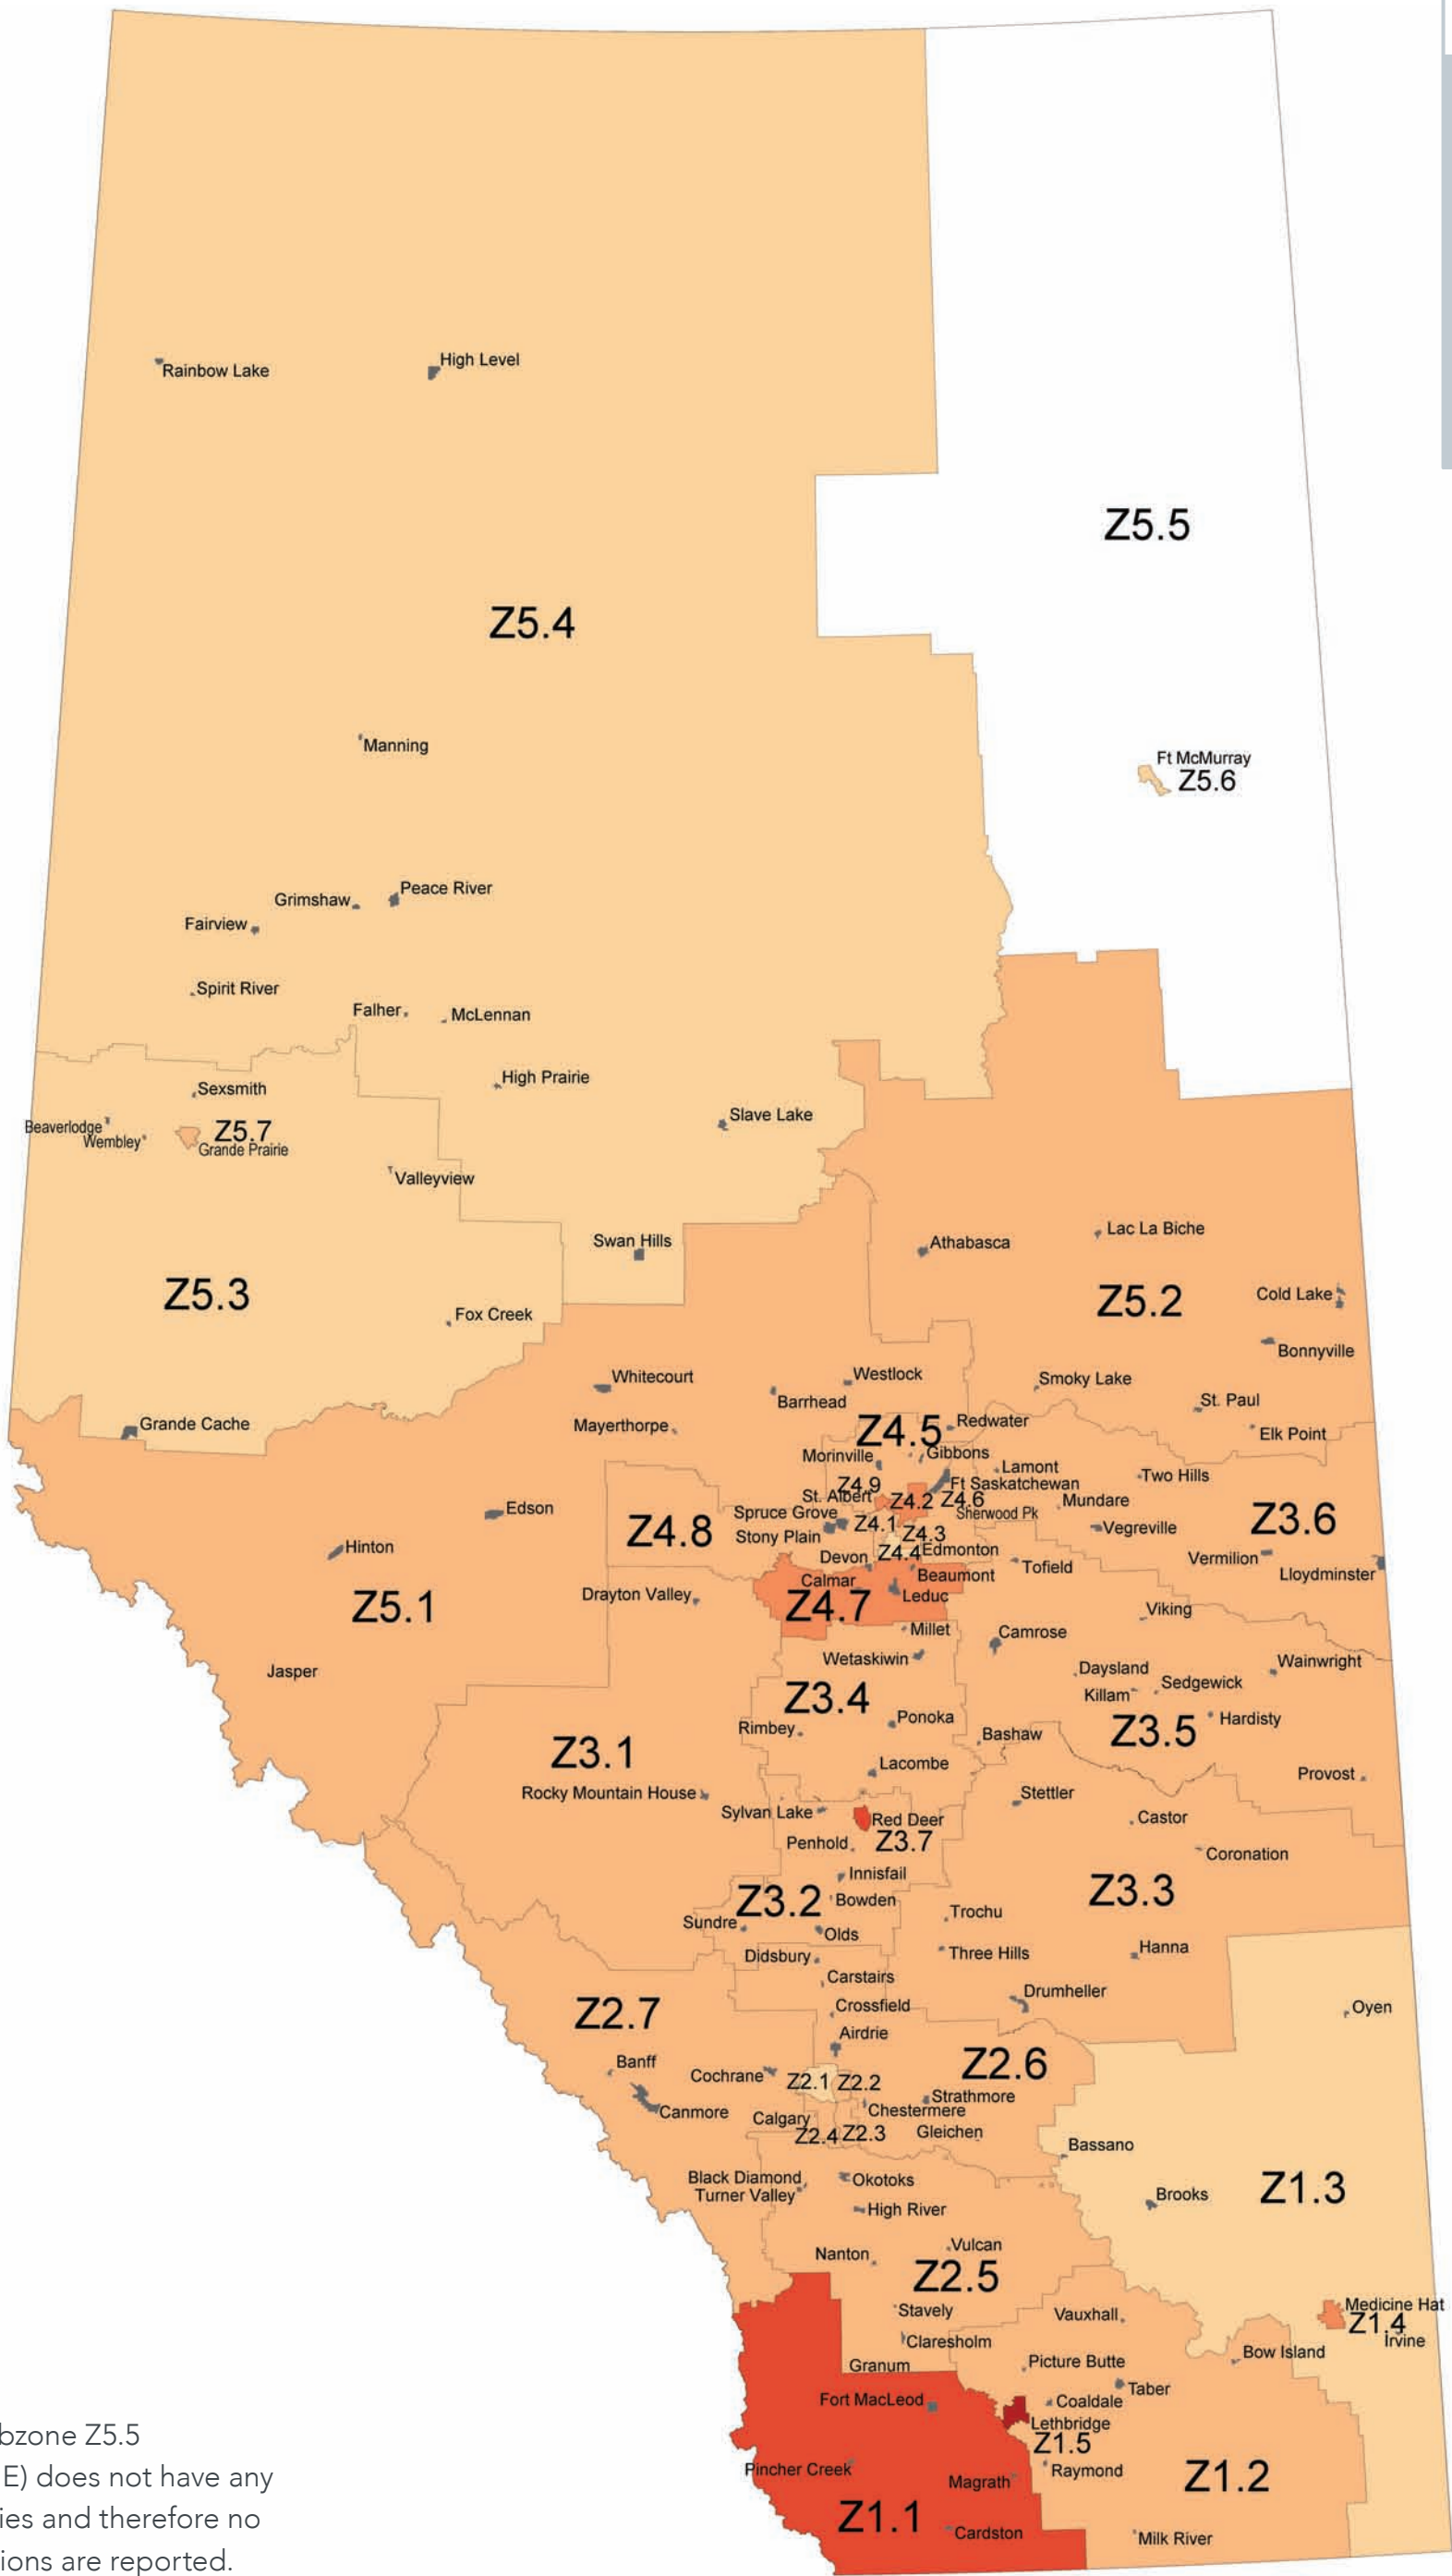 High Level
Rainbow Lake
Z5.5
Z5.4
Manning
Ft McMurray
Z5.6
Peace River
Grimshaw
Fairview
Spirit River
Falher
McLennan
High Prairie
Sexsmith
Slave Lake
Beaverlodge
Z5.7
Wembley
Grande Prairie
Valleyview
Lac La Biche
Swan Hills
Athabasca
Z5.3
Z5.2
Cold Lake
Fox Creek
Bonnyville
Whitecourt
Westlock
Smoky Lake
Barrhead
St. Paul
Grande Cache
Mayerthorpe
Z4.5
Redwater
Elk Point
Morinville
Gibbons
Lamont
Two Hills
Z4.9
Ft Saskatchewan
St. Albert
Z4.2
Z4.6
Mundare
Edson
Spruce Grove
Sherwood Pk
Z3.6
Z4.8
Z4.1
Vegreville
Stony Plain
Z4.3
Hinton
Devon
Z4.4
Edmonton
Vermilion
Tofield
Lloydminster
Calmar
Beaumont
Z5.1
Drayton Valley
Z4.7
Leduc
Viking
Millet
Camrose
Wetaskiwin
Wainwright
Jasper
Daysland
Sedgewick
Z3.4
Killam
Ponoka
Hardisty
Rimbey
Bashaw
Z3.5
Z3.1
Lacombe
Provost
Rocky Mountain House
Stettler
Sylvan Lake
Red Deer
Castor
Penhold
Z3.7
Coronation
Innisfail
Z3.3
Z3.2
Bowden
Trochu
Sundre
Olds
Didsbury
Three Hills
Hanna
Carstairs
Drumheller
Z2.7
Crossfield
Oyen
Airdrie
Banff
Z2.6
Cochrane
Z2.1
Z2.2
Strathmore
Canmore
Chestermere
Calgary
Z2.4
Z2.3
Gleichen
Bassano
Black Diamond
Okotoks
Z1.3
Turner Valley
Brooks
High River
Vulcan
Nanton
Z2.5
Medicine Hat
Stavely
Vauxhall
Z1.4
Irvine
Claresholm
Bow Island
Granum
Picture Butte
Taber
Fort MacLeod
Coaldale
Lethbridge
bzone Z5.5
Z1.5
Pincher Creek
Raymond
E) does not have any
Magrath
Z1.2
Z1.1
ies and therefore no
Cardston
Milk River
ions are reported.